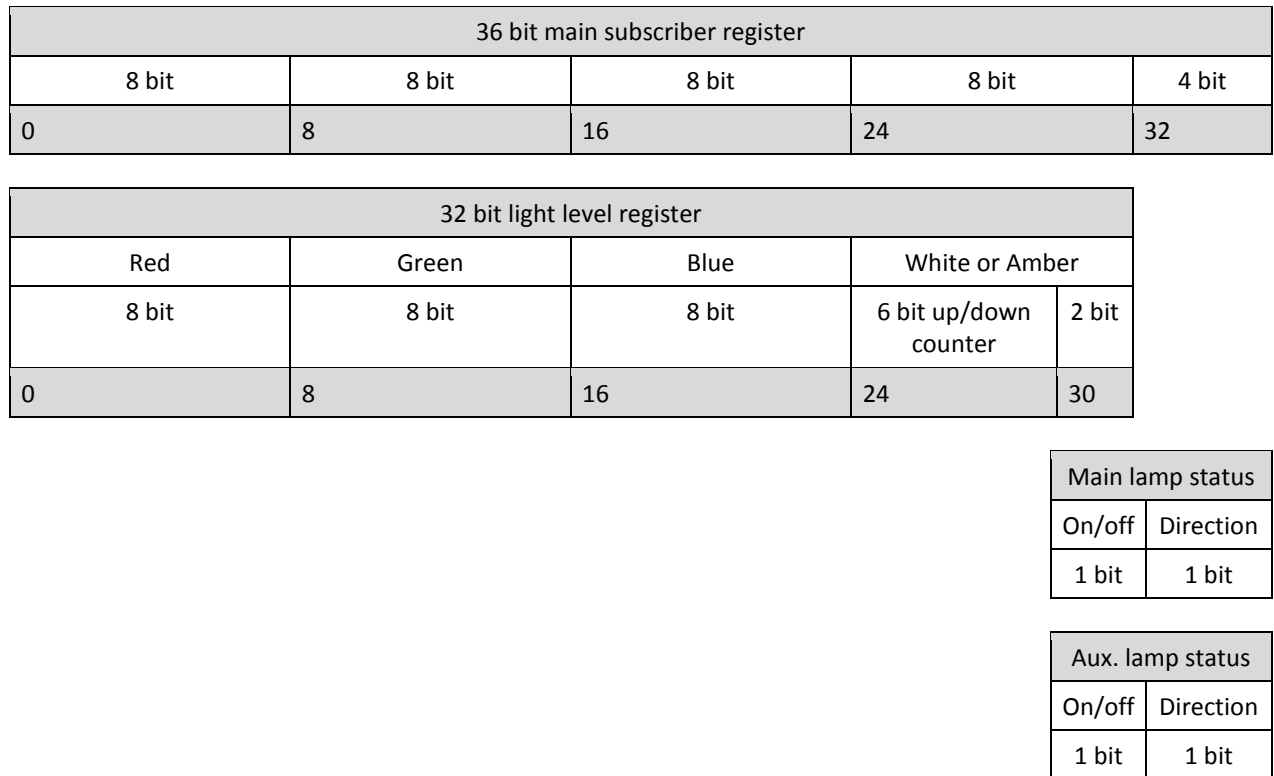 36 bit main subscriber register
8 bit 8 bit 8 bit 8 bit 4 bit
0 8 16 24 32
32 bit light level register
Red Green Blue White or Amber
8 bit 8 bit 8 bit 6 bit up/down 2 bit
counter
0 8 16 24 30
Main lamp status
On/off Direction
1 bit 1 bit
Aux. lamp status
On/off Direction
1 bit 1 bit